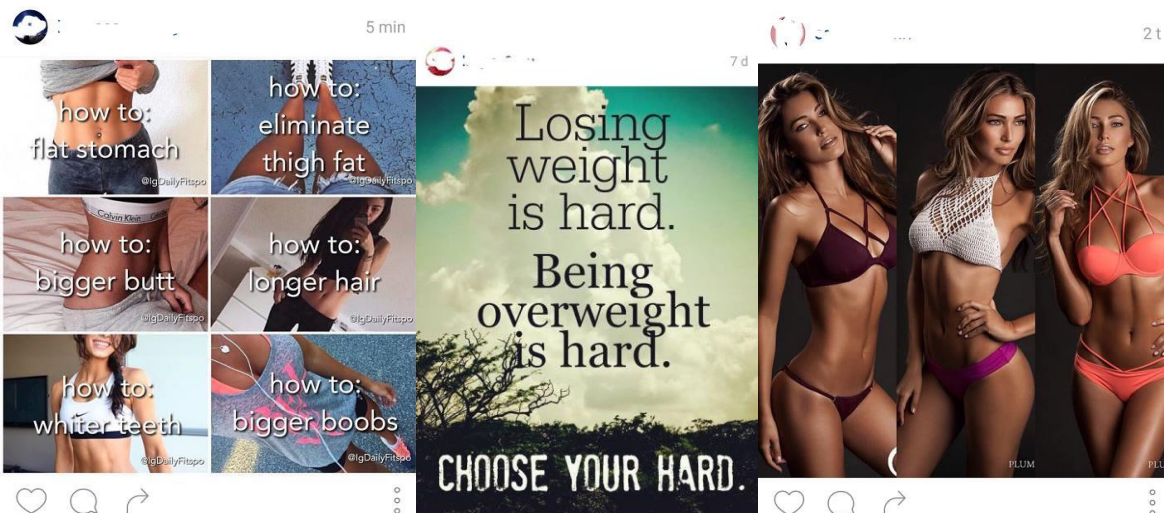 5 min
how to:
flat stomach
@IgDailyFitspo
how to:
eliminate
thigh fat
@IgDailyFitspo
Calvin Klein
how to:
bigger butt
@IgDailyFitspo
how to:
longer hair
@IgDailyFitspo
how to:
whiter teeth
@IgDailyFitspo
how to:
bigger boobs
@IgDailyFitspo
7 d
Losing
weight
is hard.
Being
overweight
is hard.
CHOOSE YOUR HARD.
2 t
PLUM
PLU